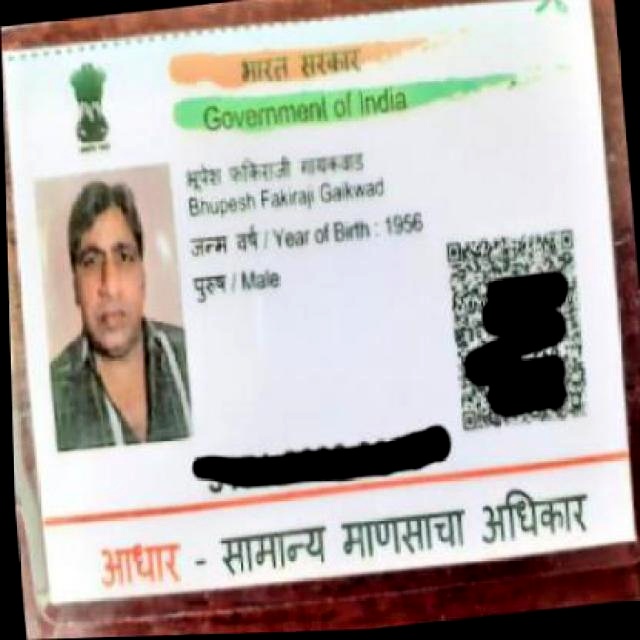 भारत सरकार
Government of India
भूपेश फकिराजी गायकवाड
Bhupesh Fakiraji Gaikwad
जन्म वर्ष / Year of Birth : 1956
पुरुष / Male
आधार - सामान्य माणसाचा अधिकार